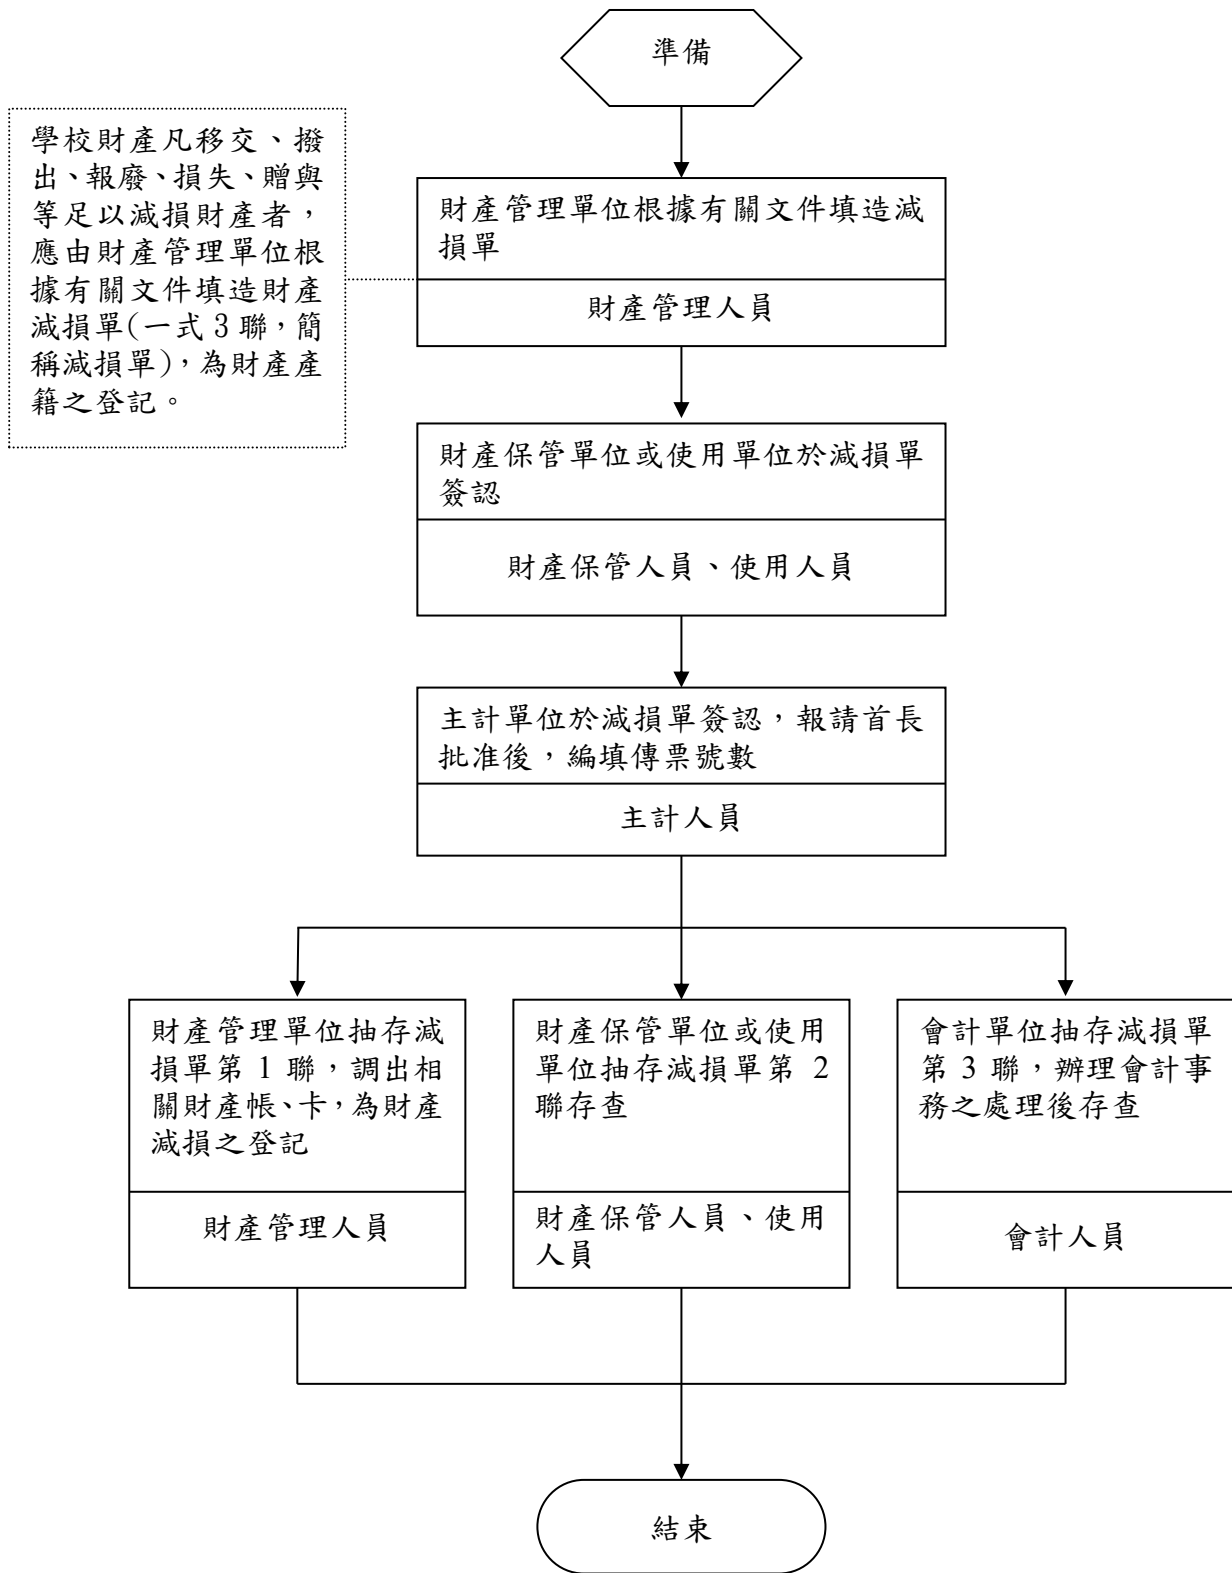 準備
學校財產凡移交、撥
出、報廢、損失、贈與
等足以減損財產者，
應由財產管理單位根
據有關文件填造財產
減損單(一式 3 聯，簡
稱減損單)，為財產產
籍之登記。
財產管理單位根據有關文件填造減
損單
財產管理人員
財產保管單位或使用單位於減損單
簽認
財產保管人員、使用人員
主計單位於減損單簽認，報請首長
批准後，編填傳票號數
主計人員
財產管理單位抽存減
損單第 1 聯，調出相
關財產帳、卡，為財產
減損之登記
財產管理人員
財產保管單位或使用
單位抽存減損單第 2
聯存查
財產保管人員、使用
人員
會計單位抽存減損單
第 3 聯，辦理會計事
務之處理後存查
會計人員
結束